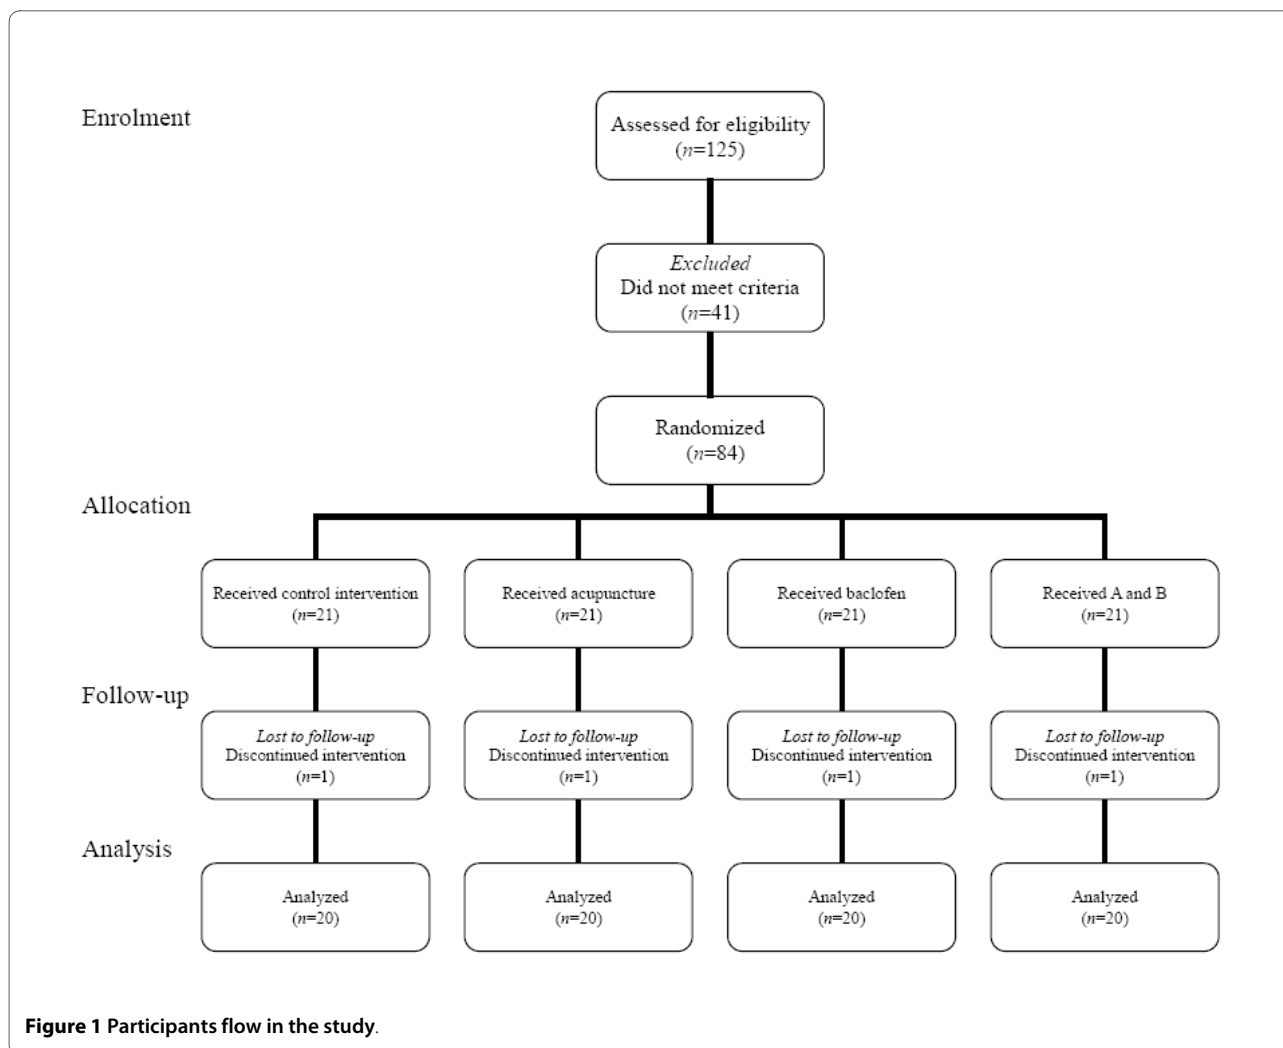 Enrolment
Assessed for eligibility
(n=125)
Excluded
Did not meet criteria
(n=41)
Randomized
(n=84)
Allocation
Received control intervention
(n=21)
Received acupuncture
(n=21)
Received baclofen
(n=21)
Received A and B
(n=21)
Follow-up
Lost to follow-up
Discontinued intervention
(n=1)
Lost to follow-up
Discontinued intervention
(n=1)
Lost to follow-up
Discontinued intervention
(n=1)
Lost to follow-up
Discontinued intervention
(n=1)
Analysis
Analyzed
(n=20)
Analyzed
(n=20)
Analyzed
(n=20)
Analyzed
(n=20)
Figure 1 Participants flow in the study.